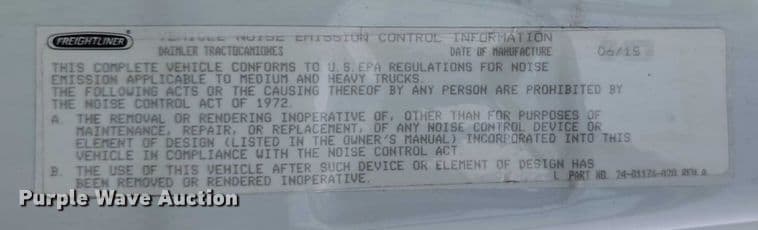 FREIGHTLINER VEHICLE NOISE EMISSION CONTROL INFORMATION
DAIMLER TRACTOCAMIONES DATE OF MANUFACTURE 06/15
THIS COMPLETE VEHICLE CONFORMS TO U.S.EPA REGULATIONS FOR NOISE
EMISSION APPLICABLE TO MEDIUM AND HEAVY TRUCKS.
THE FOLLOWING ACTS OR THE CAUSING THEREOF BY ANY PERSON ARE PROHIBITED BY
THE NOISE CONTROL ACT OF 1972.
A. THE REMOVAL OR RENDERING INOPERATIVE OF, OTHER THAN FOR PURPOSES OF
MAINTENANCE, REPAIR, OR REPLACEMENT, OF ANY NOISE CONTROL DEVICE OR
ELEMENT OF DESIGN (LISTED IN THE OWNER'S MANUAL) INCORPORATED INTO THIS
VEHICLE IN COMPLIANCE WITH THE NOISE CONTROL ACT.
B. THE USE OF THIS VEHICLE AFTER SUCH DEVICE OR ELEMENT OF DESIGN HAS
BEEN REMOVED OR RENDERED INOPERATIVE. PART NO. 24-01126-020 REV.A
Purple Wave Auction